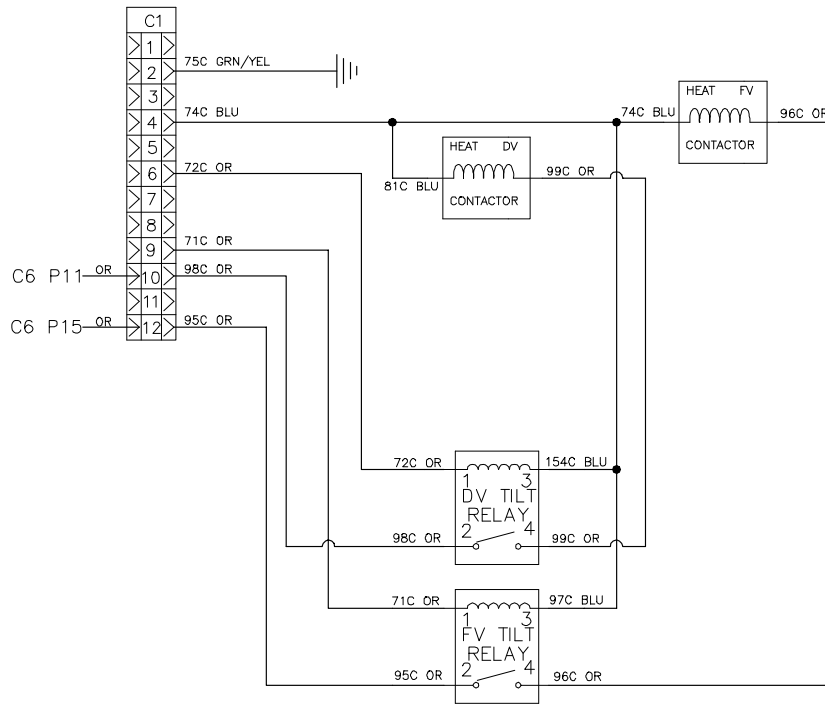 C1
1
2
75C GRN/YEL
3
4
74C BLU
74C BLU
HEAT FV
CONTACTOR
96C OR
5
HEAT DV
CONTACTOR
81C BLU
99C OR
6
72C OR
7
8
9
71C OR
C6 P11
OR
10
98C OR
11
C6 P15
OR
12
95C OR
72C OR
154C BLU
1 3
DV TILT
RELAY
2 4
98C OR
99C OR
71C OR
97C BLU
1 3
FV TILT
RELAY
2 4
95C OR
96C OR